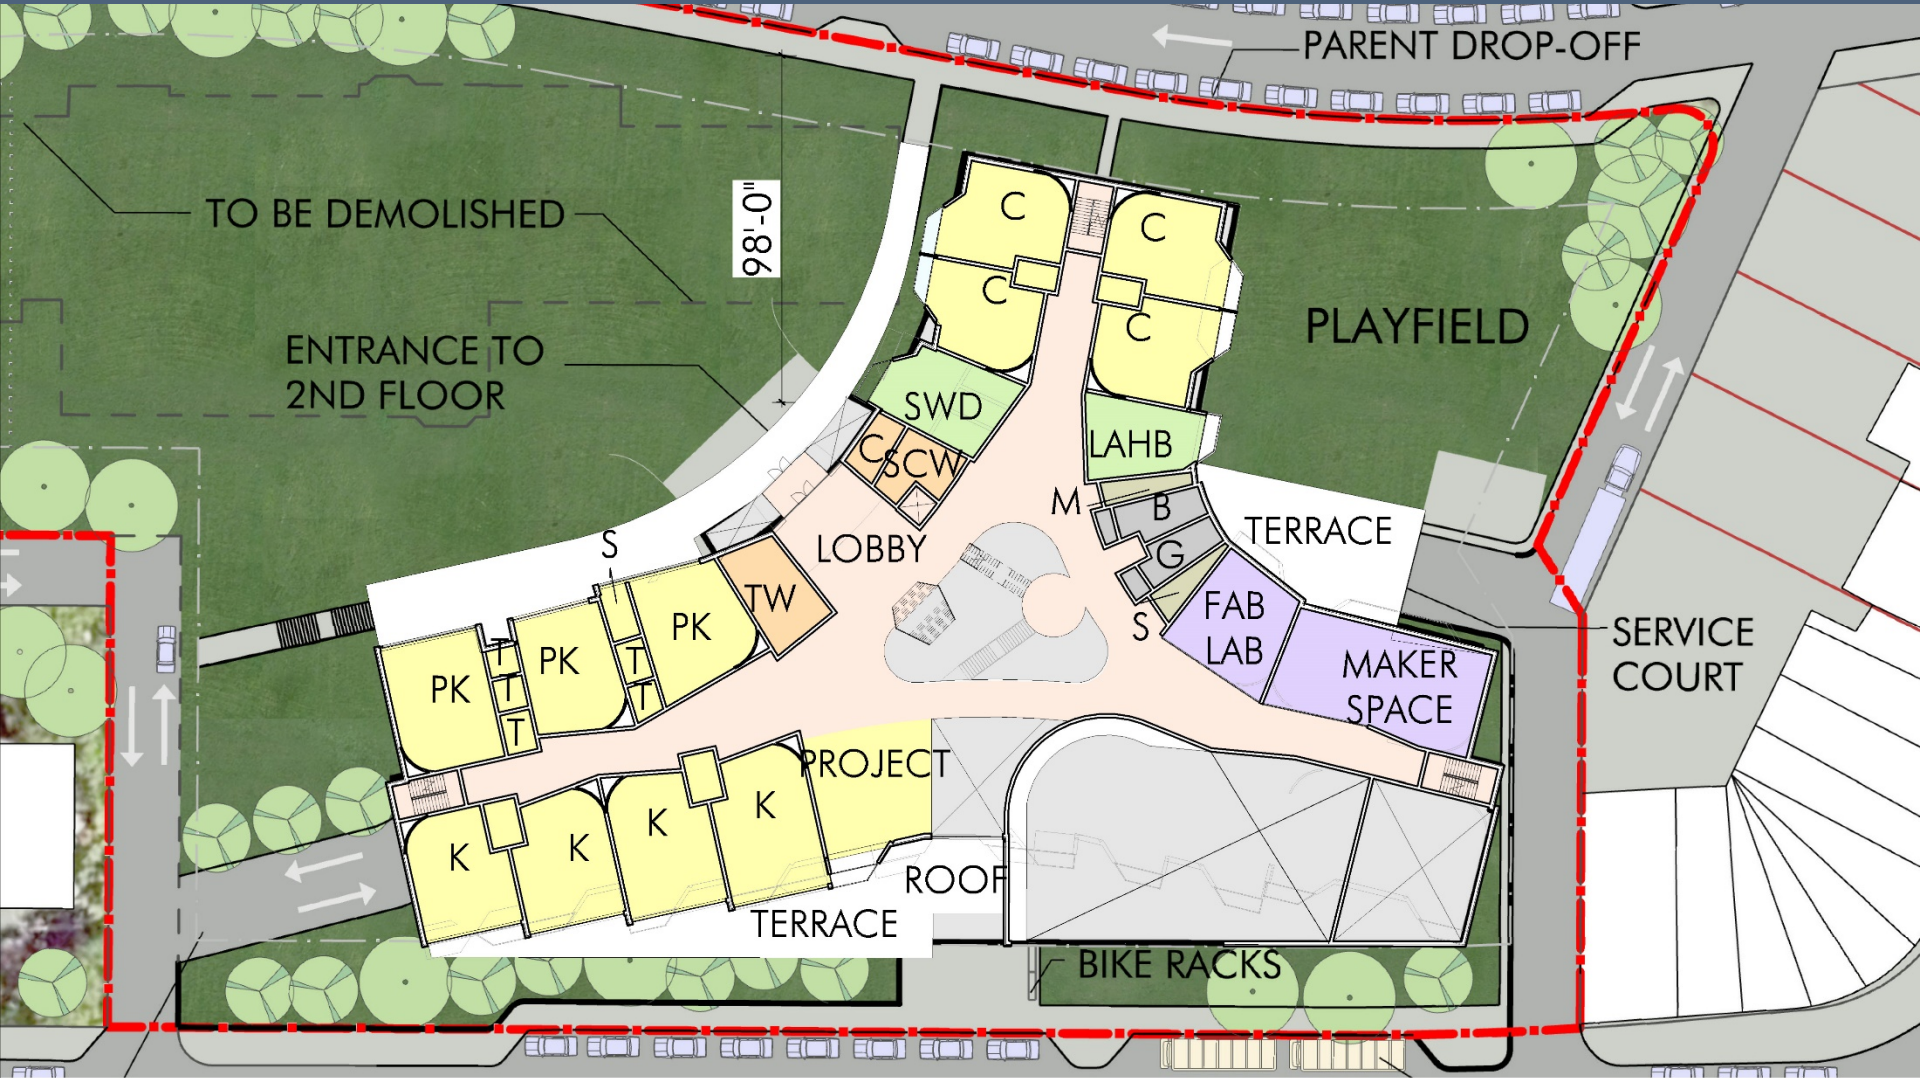 PARENT DROP-OFF
TO BE DEMOLISHED
98'-0"
C
C
C
C
PLAYFIELD
ENTRANCE TO
2ND FLOOR
SWD
LAHB
C
SCW
M
B
TERRACE
G
S
LOBBY
TW
FAB
LAB
S
SERVICE
COURT
MAKER
SPACE
PK
PK
PK
T
T
T
T
T
PROJECT
K
K
K
K
ROOF
TERRACE
BIKE RACKS